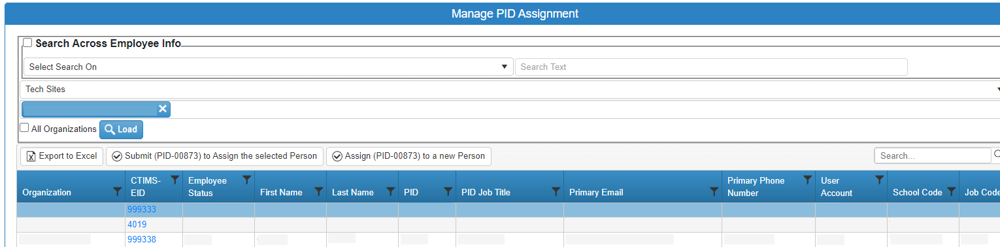 Manage PID Assignment
Search Across Employee Info
Select Search On
Search Text
Tech Sites
All Organizations Load
Export to Excel Submit (PID-00873) to Assign the selected Person Assign (PID-00873) to a new Person Search...
Organization CTIMS-EID Employee Status First Name Last Name PID PID Job Title Primary Email Primary Phone Number User Account School Code Job Code
999333
4019
999338